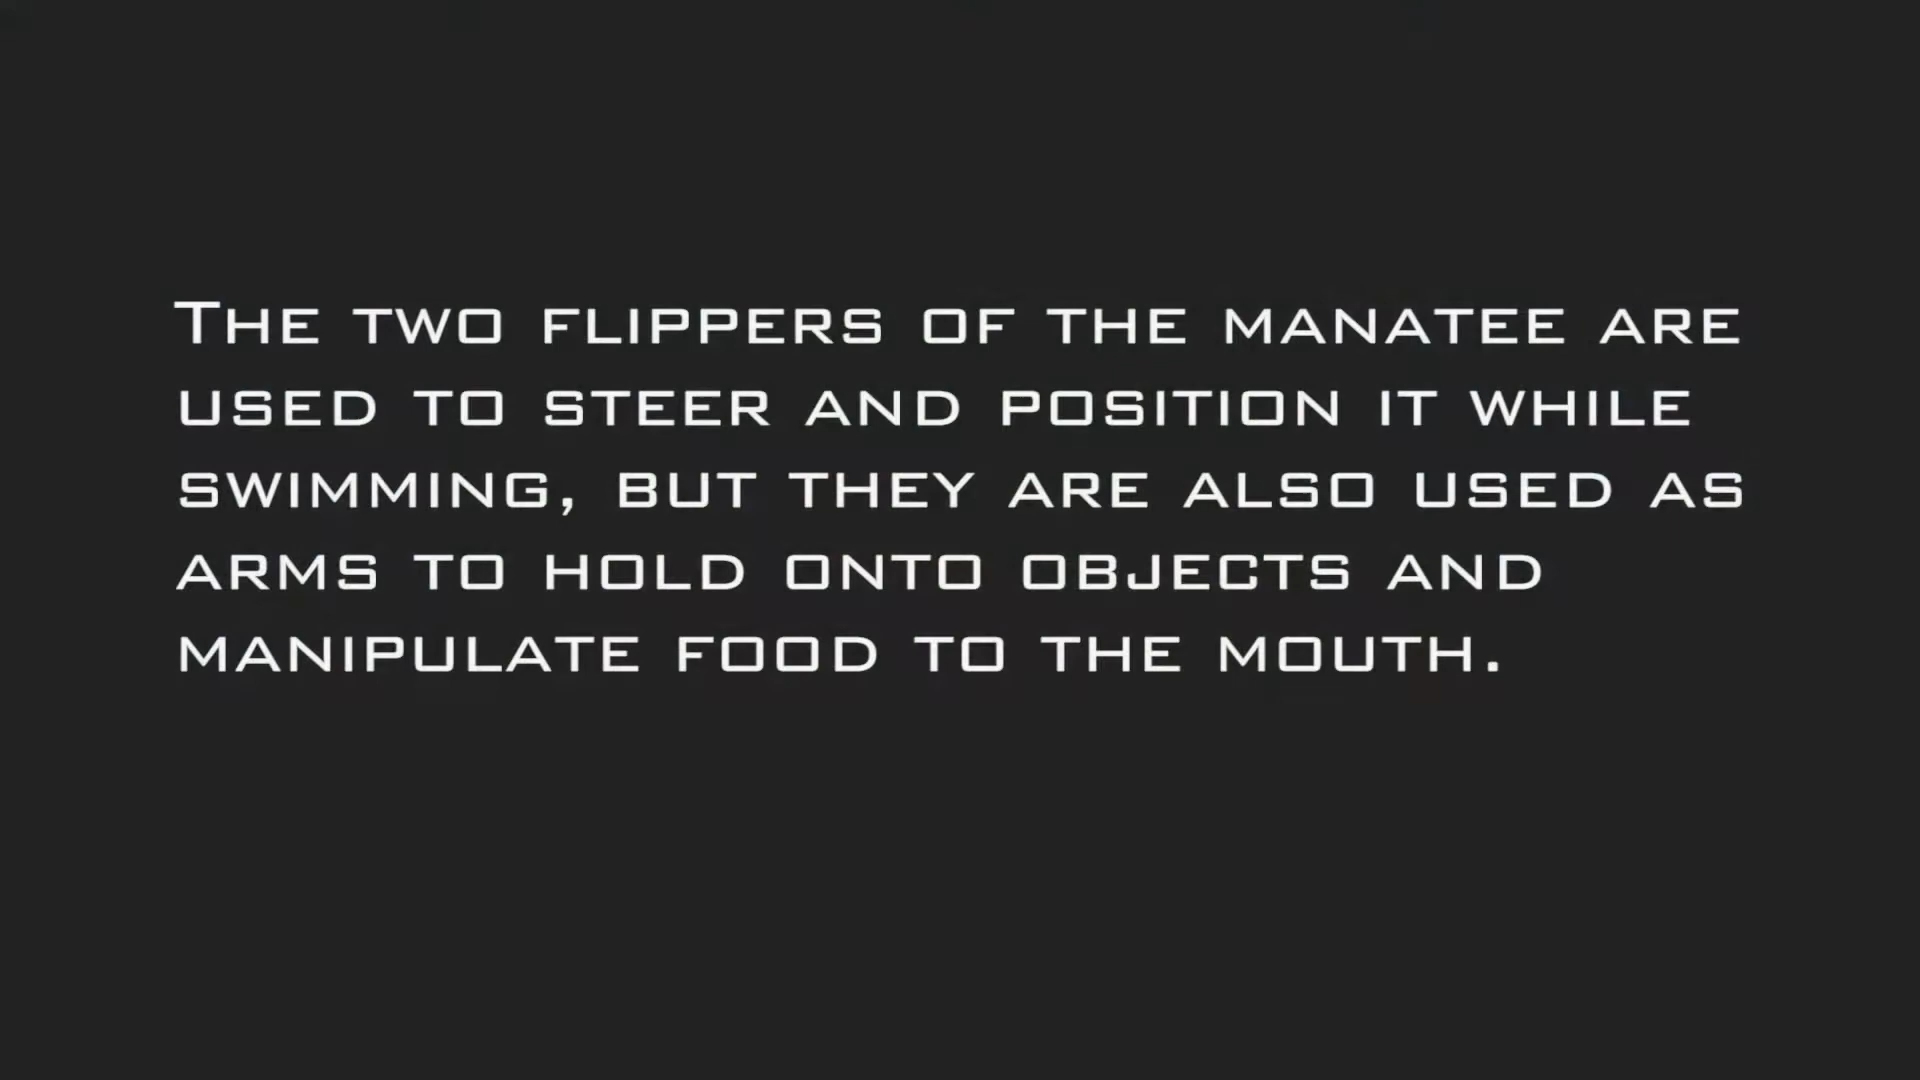 The two flippers of the manatee are
used to steer and position it while
swimming, but they are also used as
arms to hold onto objects and
manipulate food to the mouth.